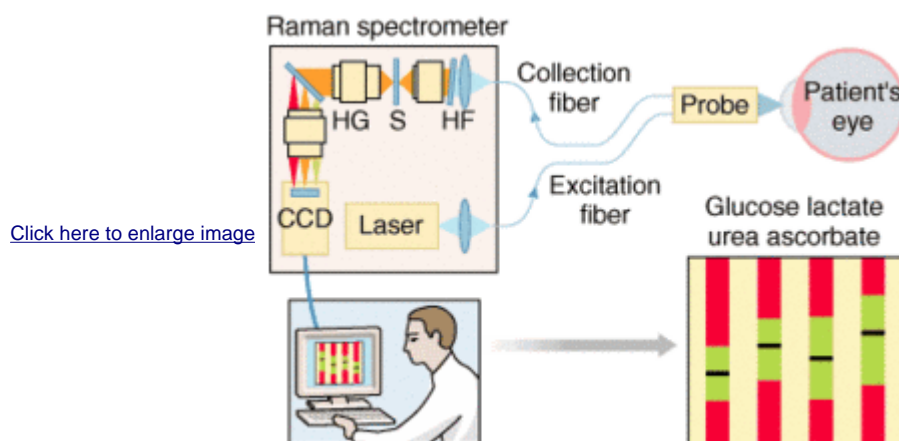 Raman spectrometer
Collection
fiber
Probe
Patient's
eye
HG S HF
Excitation
fiber
CCD
Laser
Click here to enlarge image
Glucose lactate
urea ascorbate